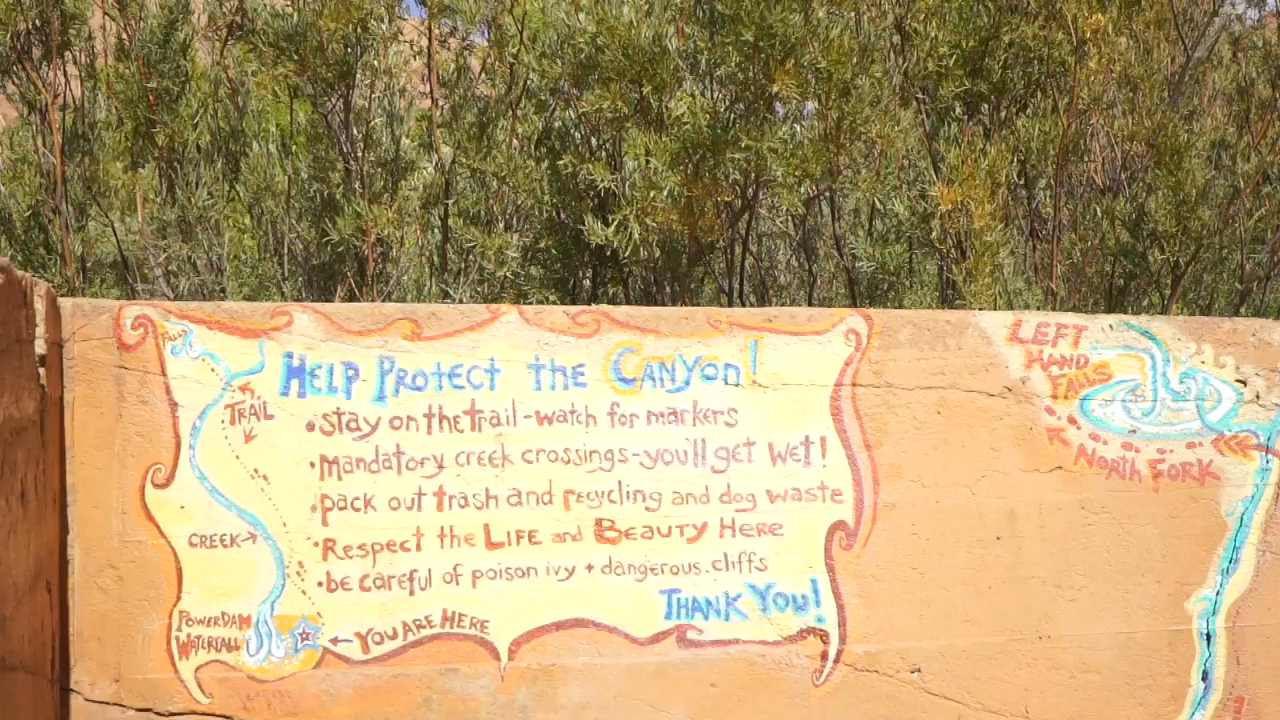 FALLS
HELP PROTECT the CANYON!
TRAIL
•stay on the trail-watch for markers
•Mandatory creek crossings-you'll get wet!
•pack out trash and recycling and dog waste
CREEK→
•Respect the LIFE and BEAUTY HERE
•be careful of poison ivy + dangerous cliffs
THANK YOU!
POWERDAM
WATERFALL
←YOU ARE HERE
LEFT
HAND
FALLS
NORTH FORK